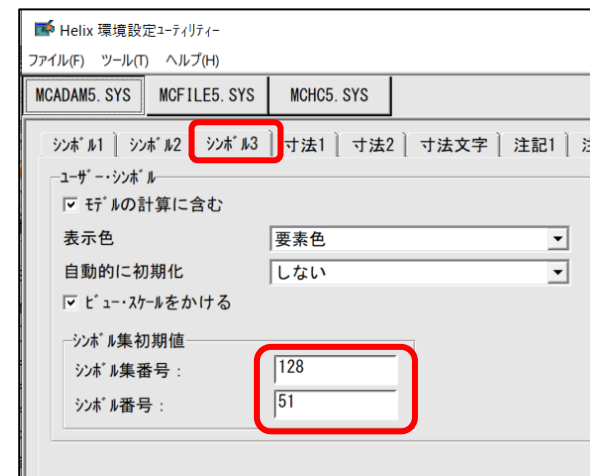 Helix 環境設定ユーティリティー
ファイル(F) ツール(T) ヘルプ(H)
MCADAM5.SYS MCFILE5.SYS MCHC5.SYS
シンボル1 シンボル2 シンボル3 寸法1 寸法2 寸法文字 注記1 注
ユーザー・シンボル
モデルの計算に含む
表示色 要素色
自動的に初期化 しない
ビュー・スケールをかける
シンボル集初期値
シンボル集番号 : 128
シンボル番号 : 51